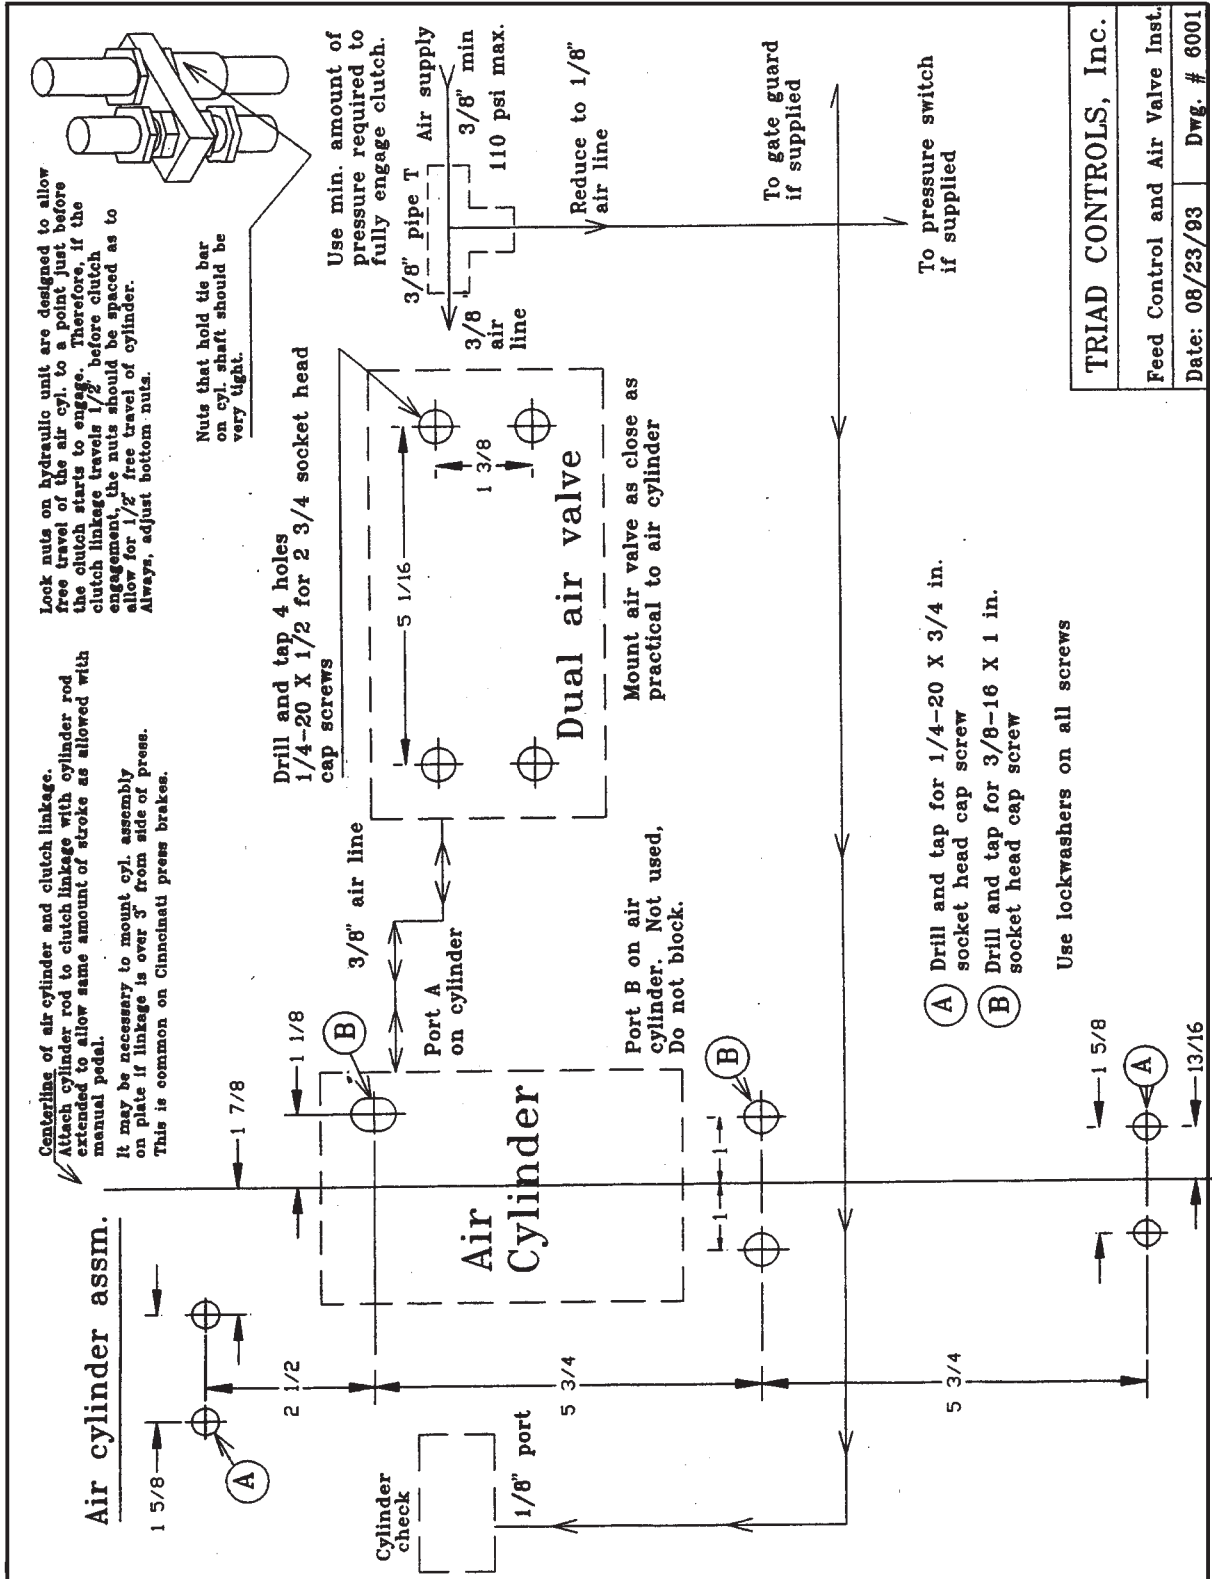 Air cylinder assm.
Centerline of air cylinder and clutch linkage.
Attach cylinder rod to clutch linkage with cylinder rod
extended to allow same amount of stroke as allowed with
manual pedal.
It may be necessary to mount cyl. assembly
on plate if linkage is over 3" from side of press.
This is common on Cinncinati press brakes.
Lock nuts on hydraulic unit are designed to allow
free travel of the air cyl. to a point just before
the clutch starts to engage. Therefore, if the
clutch linkage travels 1/2" before clutch
engagement, the nuts should be spaced as to
allow for 1/2" free travel of cylinder.
Always, adjust bottom nuts.
Nuts that hold tie bar
on cyl. shaft should be
very tight.
1 5/8
A
2 1/2
1 7/8
1 1/8
B
Air
Cylinder
Port A
on cylinder
3/8" air line
Drill and tap 4 holes
1/4-20 X 1/2 for 2 3/4 socket head
cap screws
5 1/16
1 3/8
Dual air valve
Mount air valve as close as
practical to air cylinder
Use min. amount of
pressure required to
fully engage clutch.
3/8" pipe T
Air supply
3/8" min
110 psi max.
3/8
air
line
Reduce to 1/8"
air line
To gate guard
if supplied
To pressure switch
if supplied
Cylinder
check
1/8" port
5 3/4
5 3/4
1
1
B
Port B on air
cylinder. Not used,
Do not block.
A Drill and tap for 1/4-20 X 3/4 in.
socket head cap screw
B Drill and tap for 3/8-16 X 1 in.
socket head cap screw
Use lockwashers on all screws
1 5/8
A
13/16
TRIAD CONTROLS, Inc.
Feed Control and Air Valve Inst.
Date: 08/23/93
Dwg. # 6001